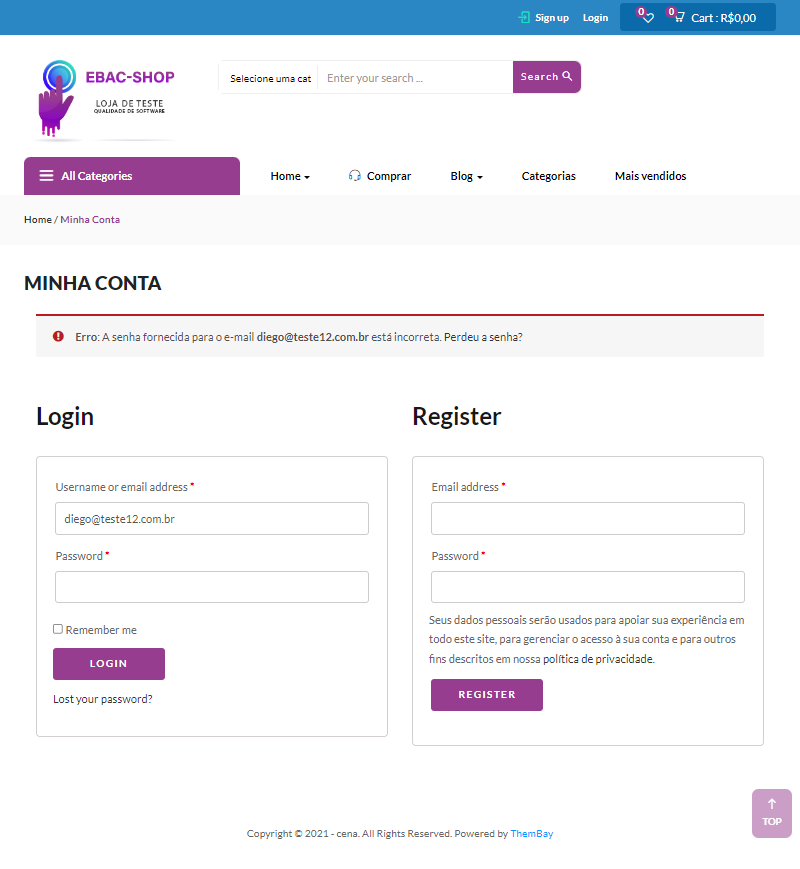 Sign up Login 0 0 Cart : R$0,00
EBAC-SHOP
LOJA DE TESTE
QUALIDADE DE SOFTWARE
Selecione uma cat Enter your search ... Search
All Categories Home Comprar Blog Categorias Mais vendidos
Home / Minha Conta
MINHA CONTA
Erro: A senha fornecida para o e-mail diego@teste12.com.br está incorreta. Perdeu a senha?
Login
Username or email address *
diego@teste12.com.br
Password *
Remember me
LOGIN
Lost your password?
Register
Email address *
Password *
Seus dados pessoais serão usados para apoiar sua experiência em
todo este site, para gerenciar o acesso à sua conta e para outros
fins descritos em nossa política de privacidade.
REGISTER
TOP
Copyright © 2021 - cena. All Rights Reserved. Powered by ThemBay